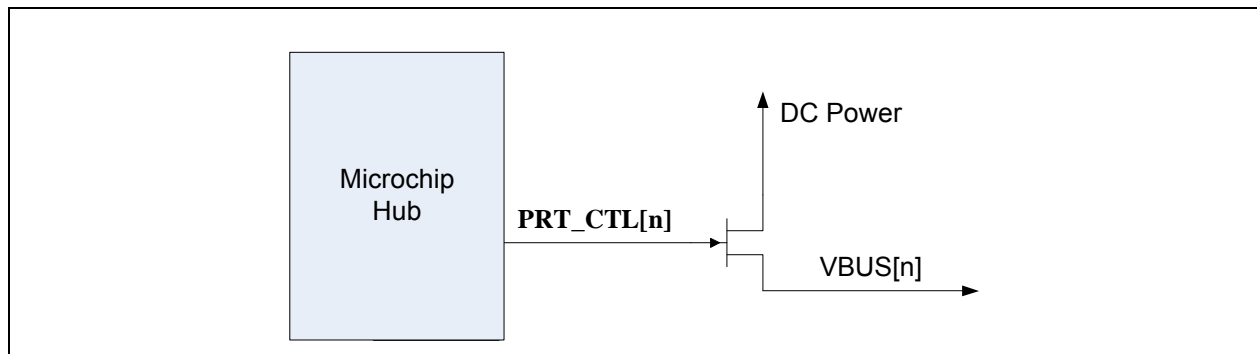 DC Power
Microchip
Hub
PRT_CTL[n]
VBUS[n]